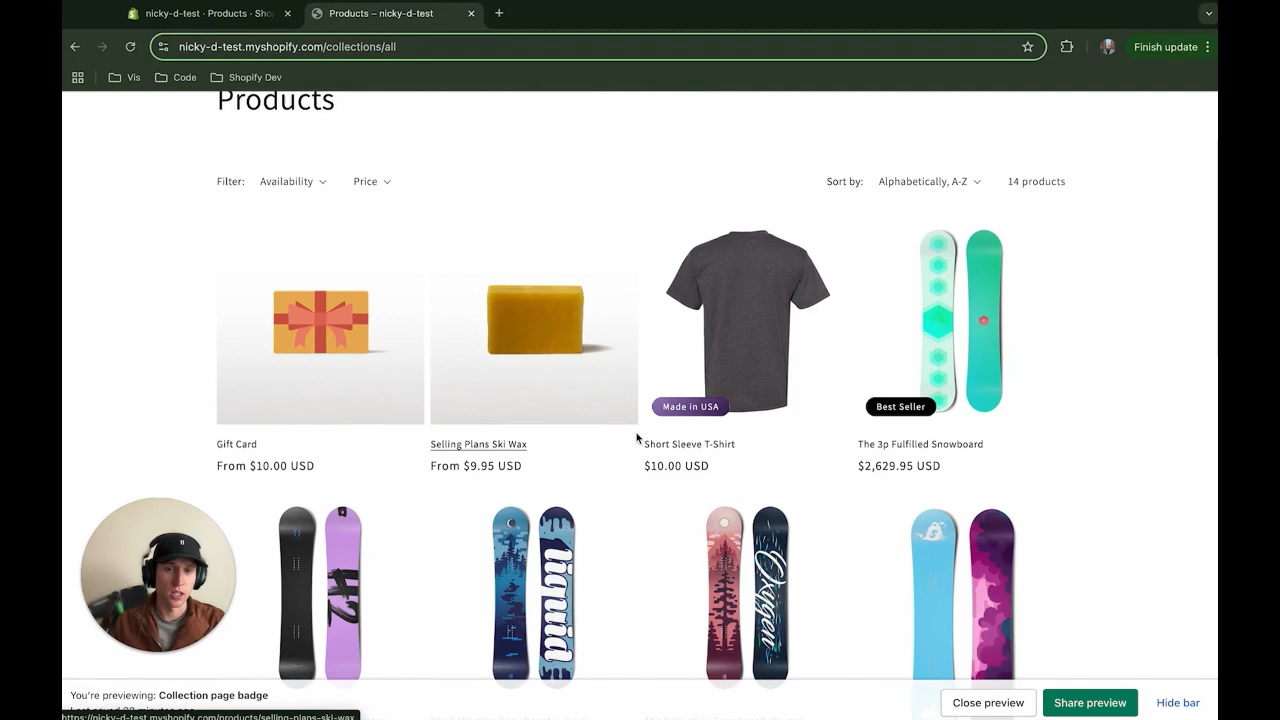 nicky-d-test · Products · Sho
Products – nicky-d-test
nicky-d-test.myshopify.com/collections/all
Finish update
Vis
Code
Shopify Dev
Products
Filter: Availability Price
Sort by: Alphabetically, A-Z 14 products
Made in USA
Best Seller
Gift Card
From $10.00 USD
Selling Plans Ski Wax
From $9.95 USD
Short Sleeve T-Shirt
$10.00 USD
The 3p Fulfilled Snowboard
$2,629.95 USD
liquid
Oxygen
You're previewing: Collection page badge
https://nicky-d-test.myshopify.com/products/selling-plans-ski-wax
Close preview
Share preview
Hide bar